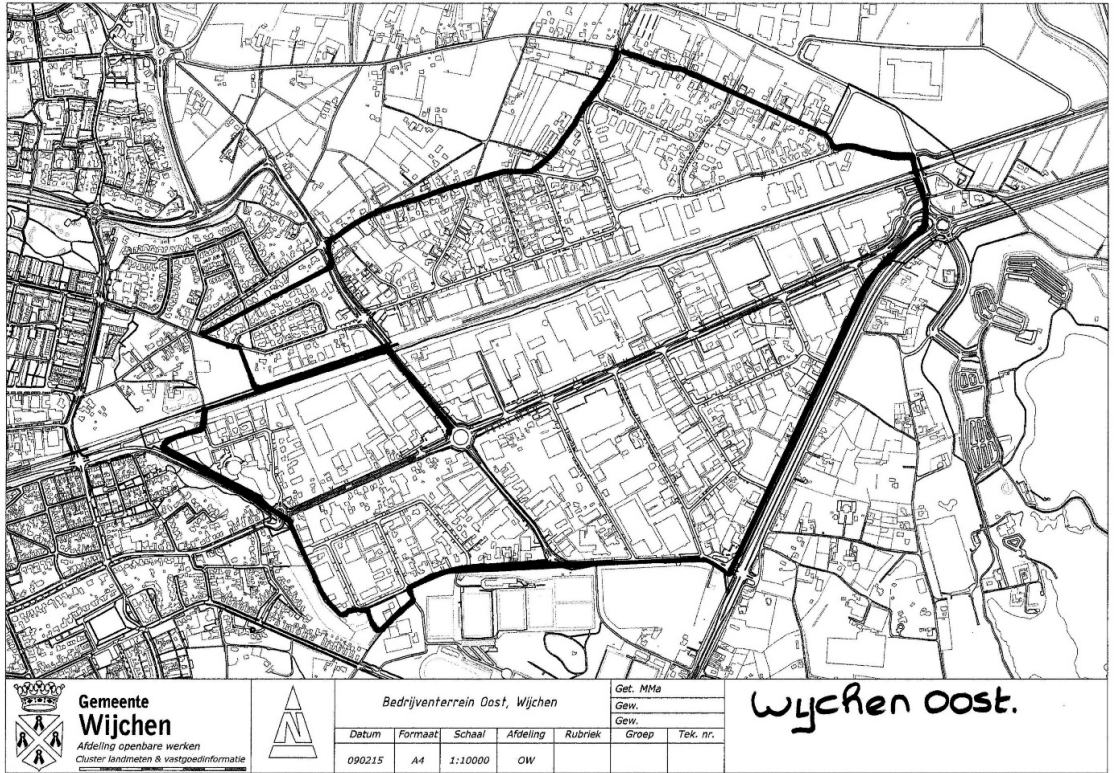 Gemeente
Wijchen
Afdeling openbare werken
Cluster landmeten & vastgoedinformatie
N
Bedrijventerrein Oost, Wijchen
Get. MMa
Gew.
Gew.
Datum Formaat Schaal Afdeling Rubriek Groep Tek. nr.
090215 A4 1:10000 OW
Wijchen Oost.